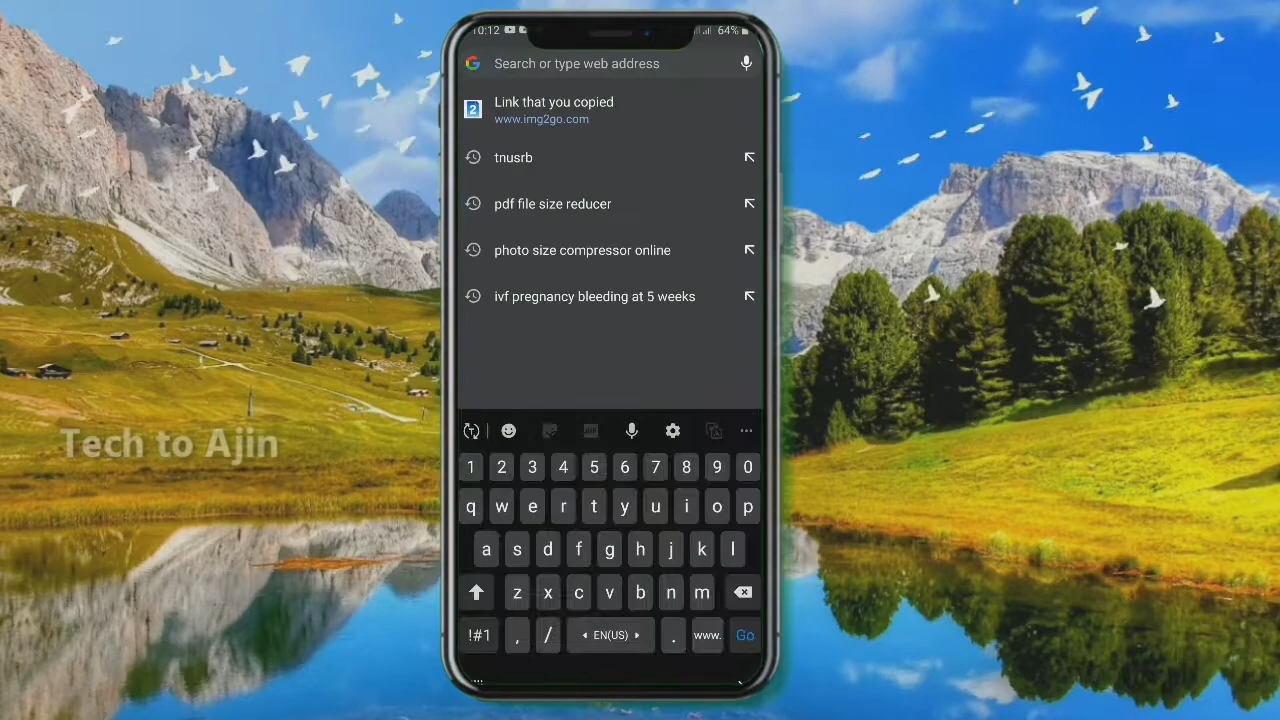 10:12
64%
Search or type web address
Link that you copied
www.img2go.com
tnusrb
pdf file size reducer
photo size compressor online
ivf pregnancy bleeding at 5 weeks
Tech to Ajin
1 2 3 4 5 6 7 8 9 0
q w e r t y u i o p
a s d f g h j k l
z x c v b n m
!#1 , / EN(US) . www. Go